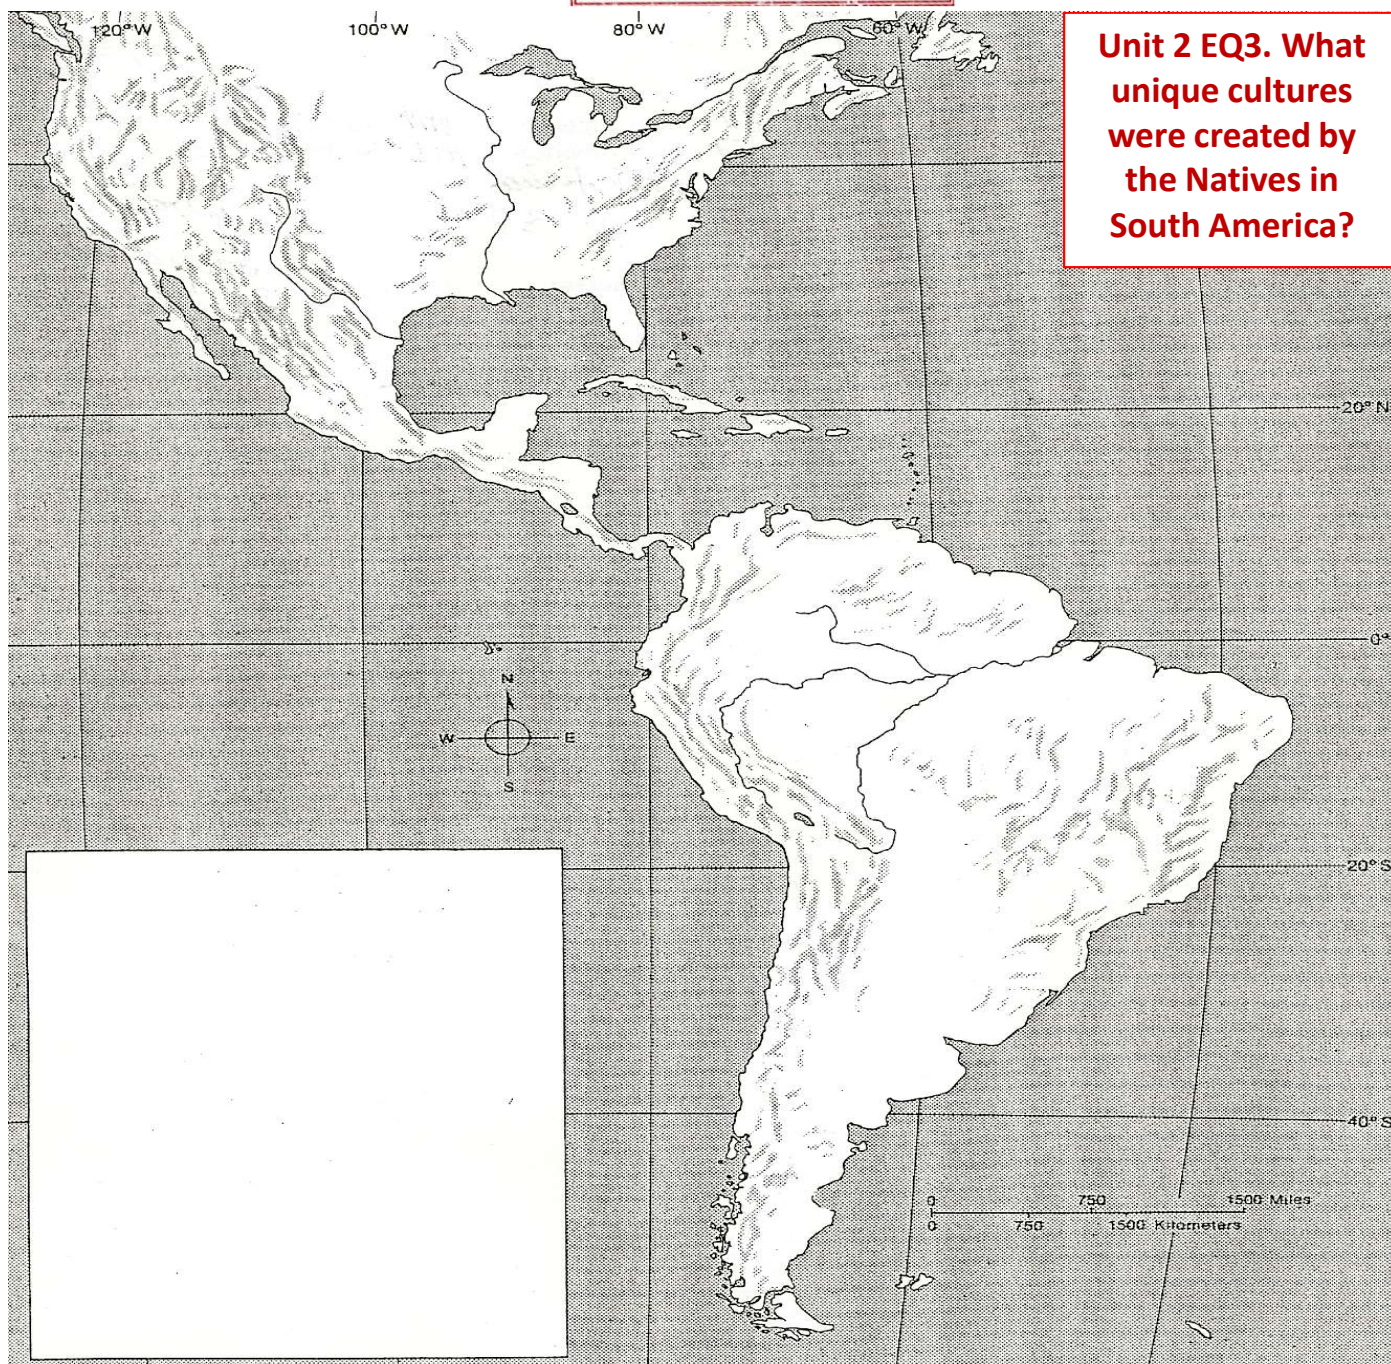 120° W
100° W
80° W
60° W
Unit 2 EQ3. What
unique cultures
were created by
the Natives in
South America?
20° N
0°
N
W
E
S
20° S
40° S
0
750
1500 Miles
0
750
1500 Kilometers